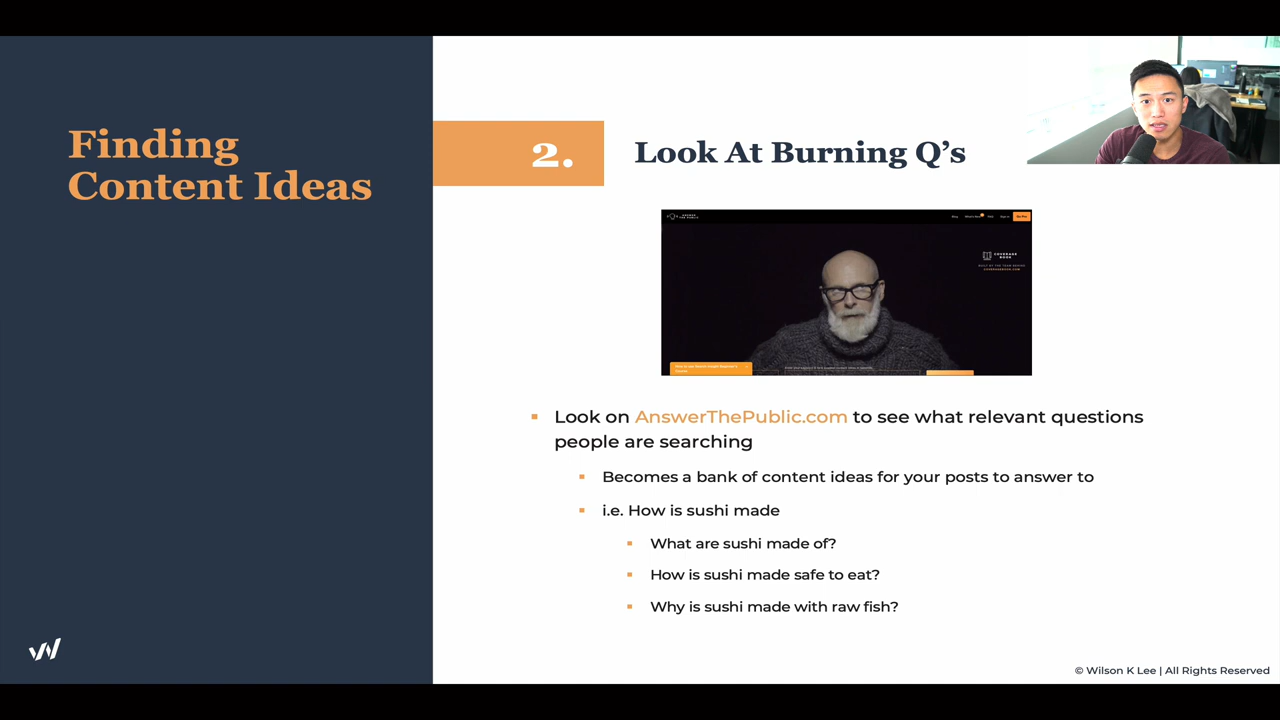 Finding
Content Ideas
2.
Look At Burning Q's
Look on AnswerThePublic.com to see what relevant questions
people are searching
Becomes a bank of content ideas for your posts to answer to
i.e. How is sushi made
What are sushi made of?
How is sushi made safe to eat?
Why is sushi made with raw fish?
© Wilson K Lee | All Rights Reserved